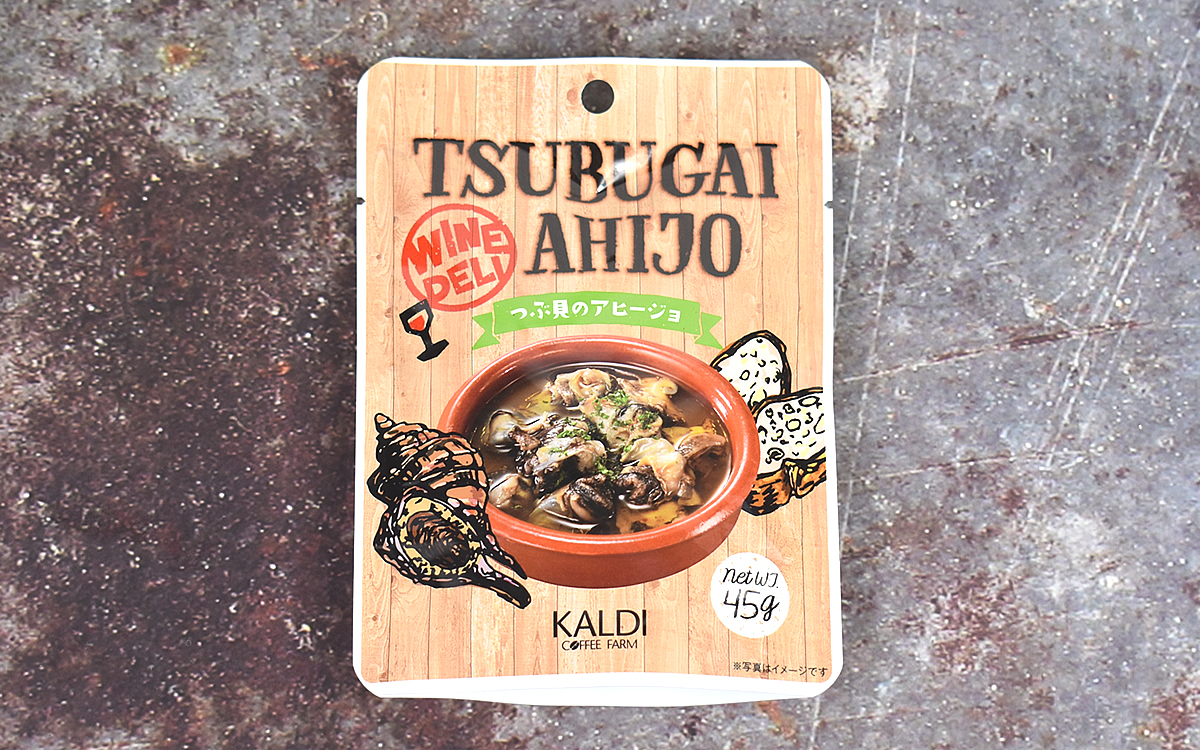 TSUBUGAI
AHIJO
WINE
DELI
つぶ貝のアヒージョ
Net WT.
45g
KALDI
COFFEE FARM
※写真はイメージです